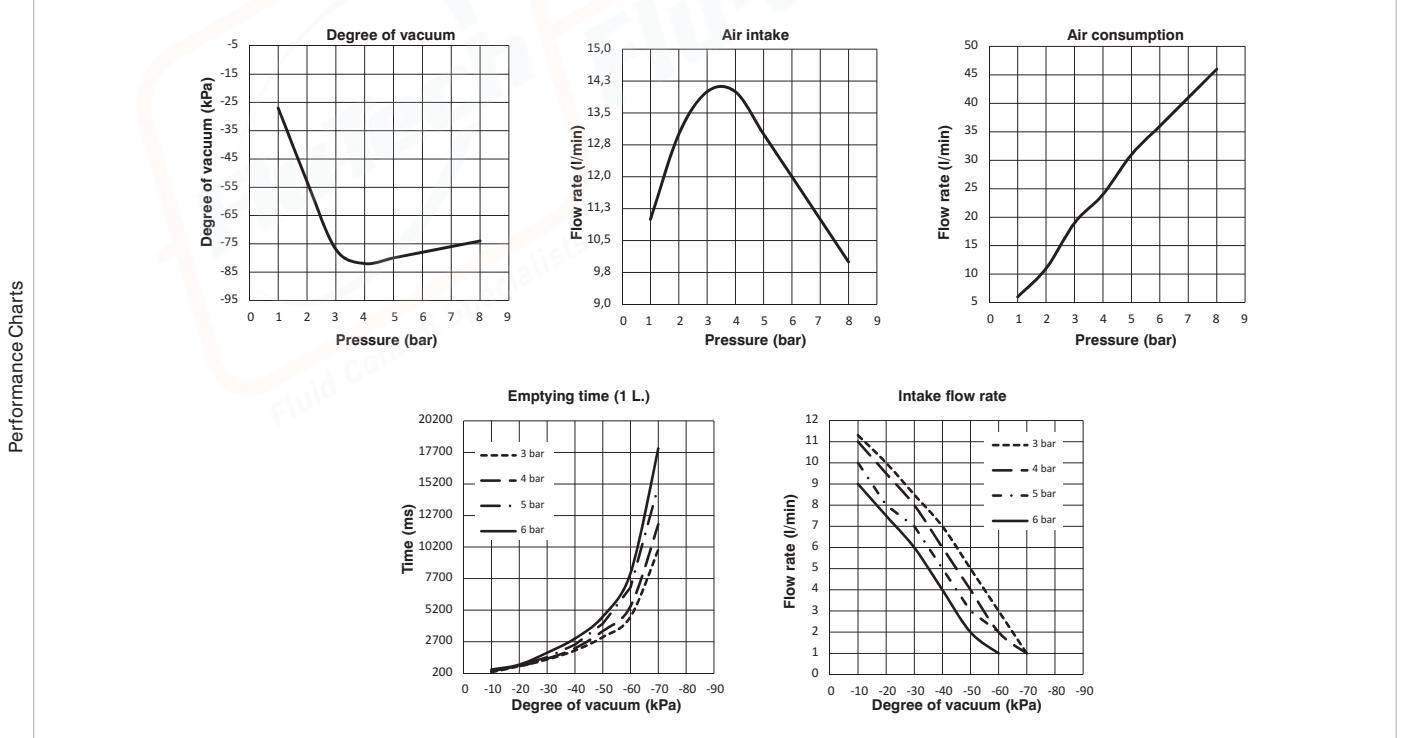 Performance Charts
Degree of vacuum
Degree of vacuum (kPa)
-5
-15
-25
-35
-45
-55
-65
-75
-85
-95
0 1 2 3 4 5 6 7 8 9
Pressure (bar)
Air intake
Flow rate (l/min)
15,0
14,3
13,5
12,8
12,0
11,3
10,5
9,8
9,0
0 1 2 3 4 5 6 7 8 9
Pressure (bar)
Air consumption
Flow rate (l/min)
50
45
40
35
30
25
20
15
10
5
0 1 2 3 4 5 6 7 8 9
Pressure (bar)
Emptying time (1 L.)
Time (ms)
20200
17700
15200
12700
10200
7700
5200
2700
200
3 bar
4 bar
5 bar
6 bar
0 -10 -20 -30 -40 -50 -60 -70 -80 -90
Degree of vacuum (kPa)
Intake flow rate
Flow rate (l/min)
12
11
10
9
8
7
6
5
4
3
2
1
0
3 bar
4 bar
5 bar
6 bar
0 -10 -20 -30 -40 -50 -60 -70 -80 -90
Degree of vacuum (kPa)